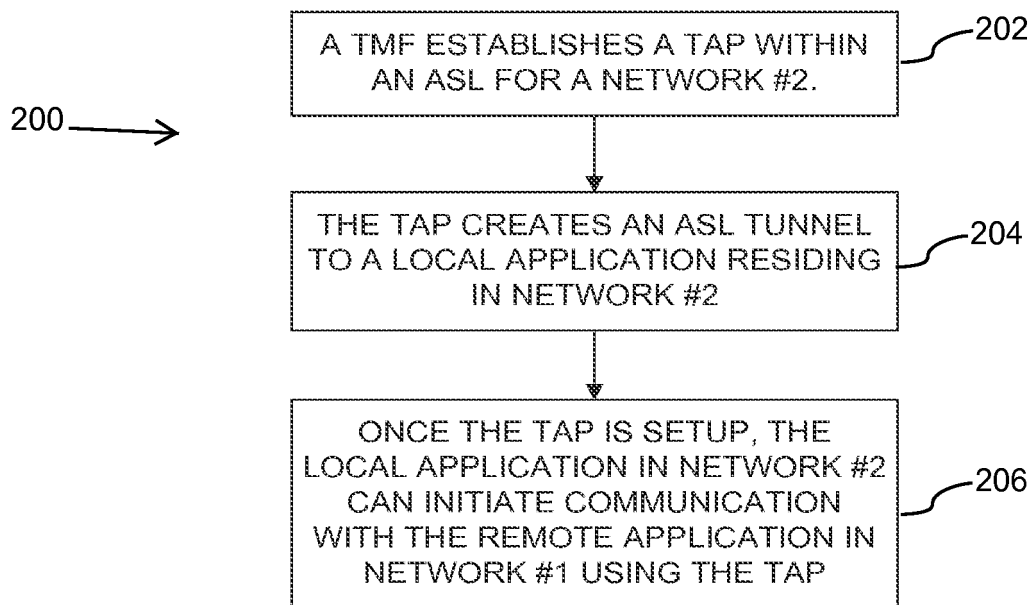 A TMF ESTABLISHES A TAP WITHIN
AN ASL FOR A NETWORK #2.
202
200
THE TAP CREATES AN ASL TUNNEL
TO A LOCAL APPLICATION RESIDING
IN NETWORK #2
204
ONCE THE TAP IS SETUP, THE
LOCAL APPLICATION IN NETWORK #2
CAN INITIATE COMMUNICATION
WITH THE REMOTE APPLICATION IN
NETWORK #1 USING THE TAP
206